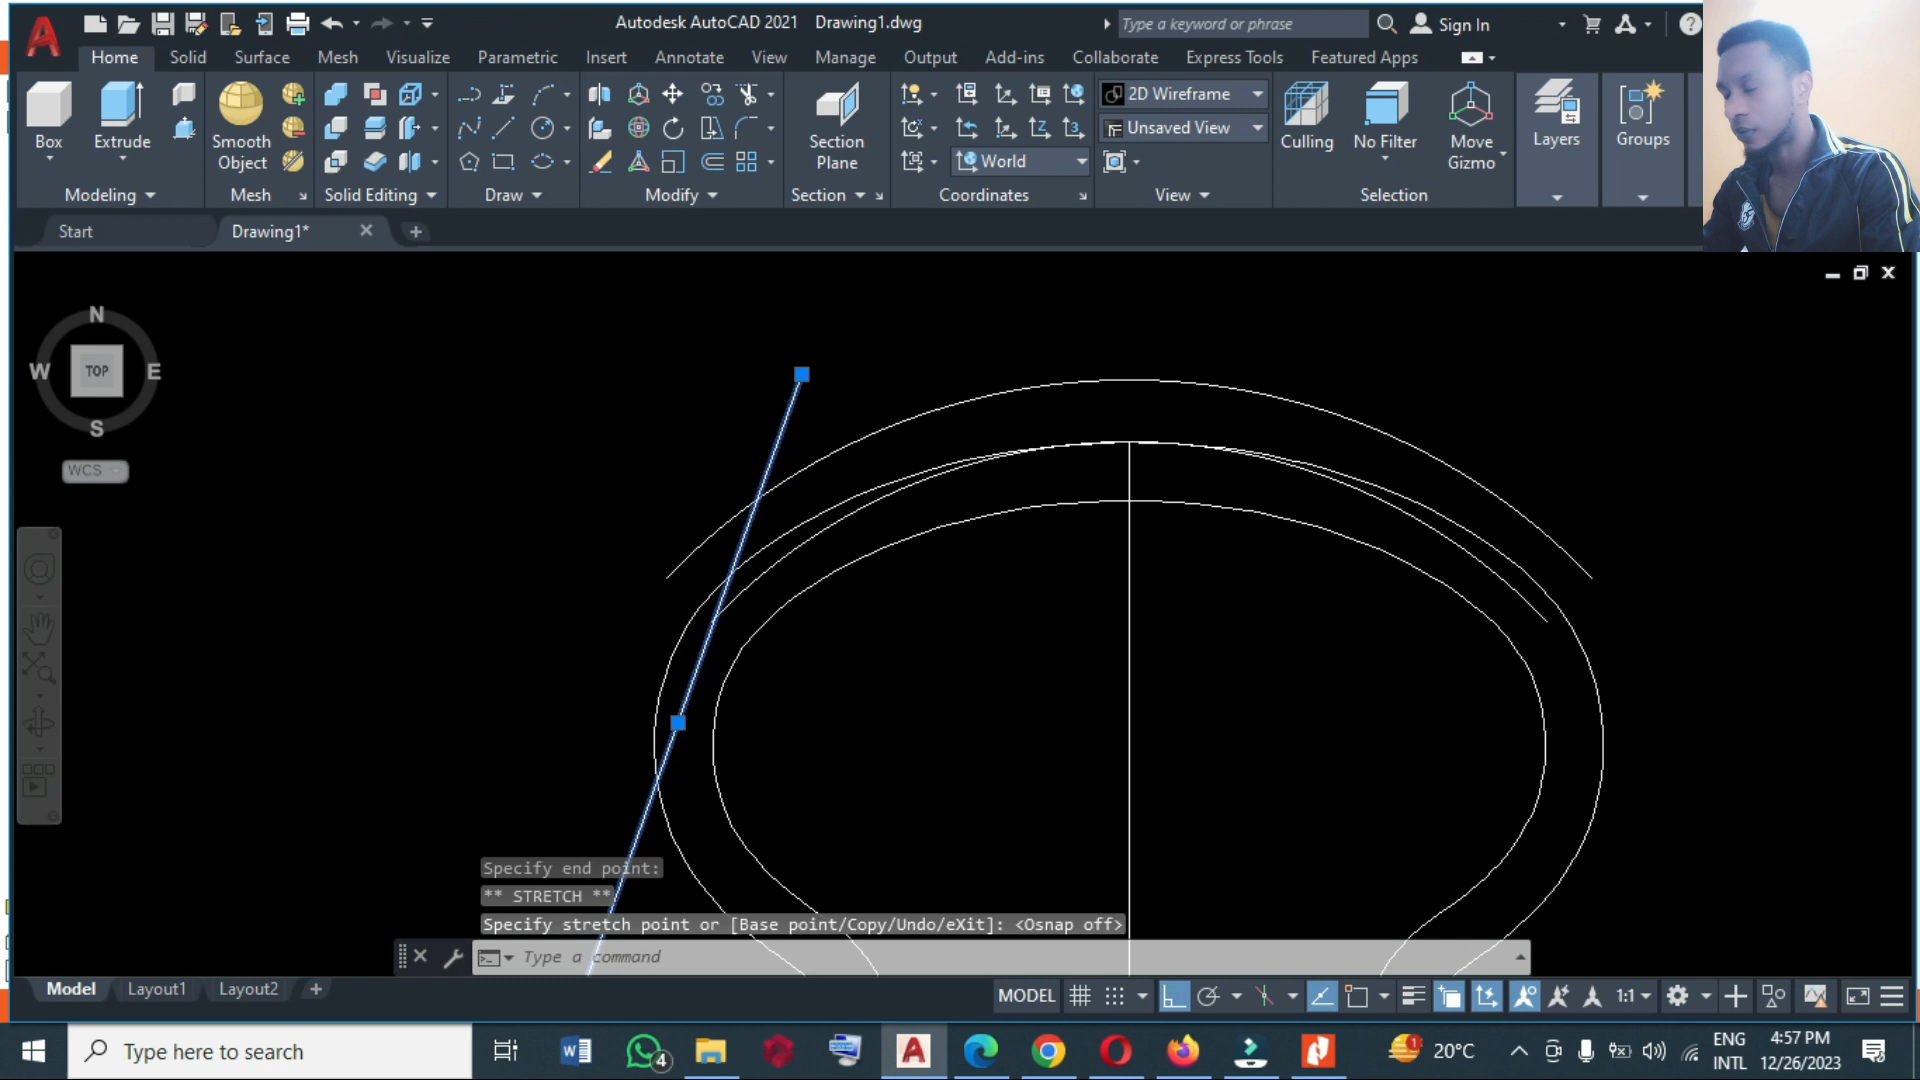 Autodesk AutoCAD 2021 Drawing1.dwg
Type a keyword or phrase
Sign In
Home Solid Surface Mesh Visualize Parametric Insert Annotate View Manage Output Add-ins Collaborate Express Tools Featured Apps
Box
Extrude
Smooth
Object
Section
Plane
2D Wireframe
Unsaved View
World
Culling
No Filter
Move
Gizmo
Layers
Groups
Modeling
Mesh
Solid Editing
Draw
Modify
Section
Coordinates
View
Selection
Start
Drawing1*
N
W TOP E
S
WCS
Specify end point:
** STRETCH **
Specify stretch point or [Base point/Copy/Undo/eXit]: <Osnap off>
Type a command
Model Layout1 Layout2
MODEL
1:1
Type here to search
4
1
20°C
ENG
INTL
4:57 PM
12/26/2023